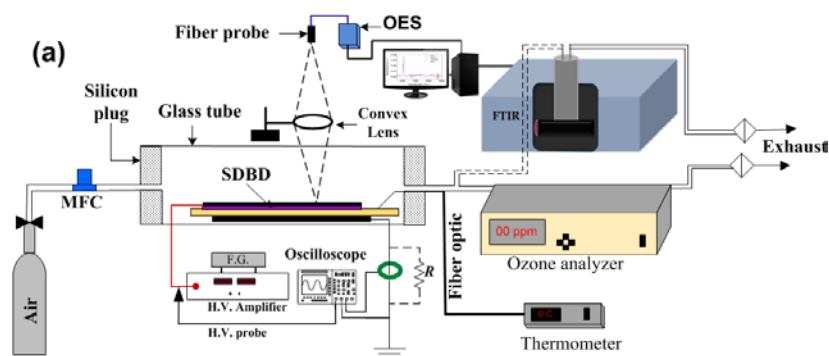 (a)
Fiber probe
OES
Silicon
plug
Glass tube
Convex
Lens
FTIR
Exhaust
SDBD
MFC
00 ppm
Ozone analyzer
F.G.
Oscilloscope
R
H.V. Amplifier
H.V. probe
Fiber optic
Air
0 C
Thermometer